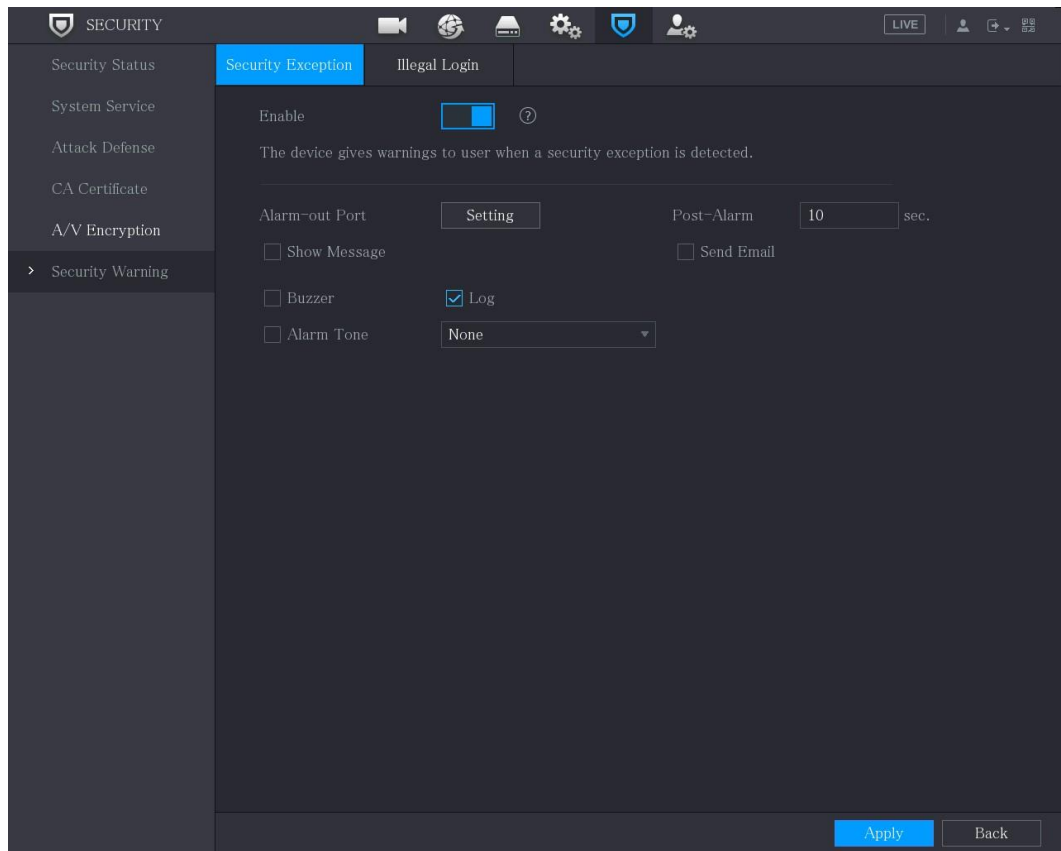 SECURITY
LIVE
Security Status
System Service
Attack Defense
CA Certificate
A/V Encryption
Security Warning
Security Exception Illegal Login
Enable ?
The device gives warnings to user when a security exception is detected.
Alarm-out Port Setting Post-Alarm 10 sec.
Show Message Send Email
Buzzer Log
Alarm Tone None
Apply Back